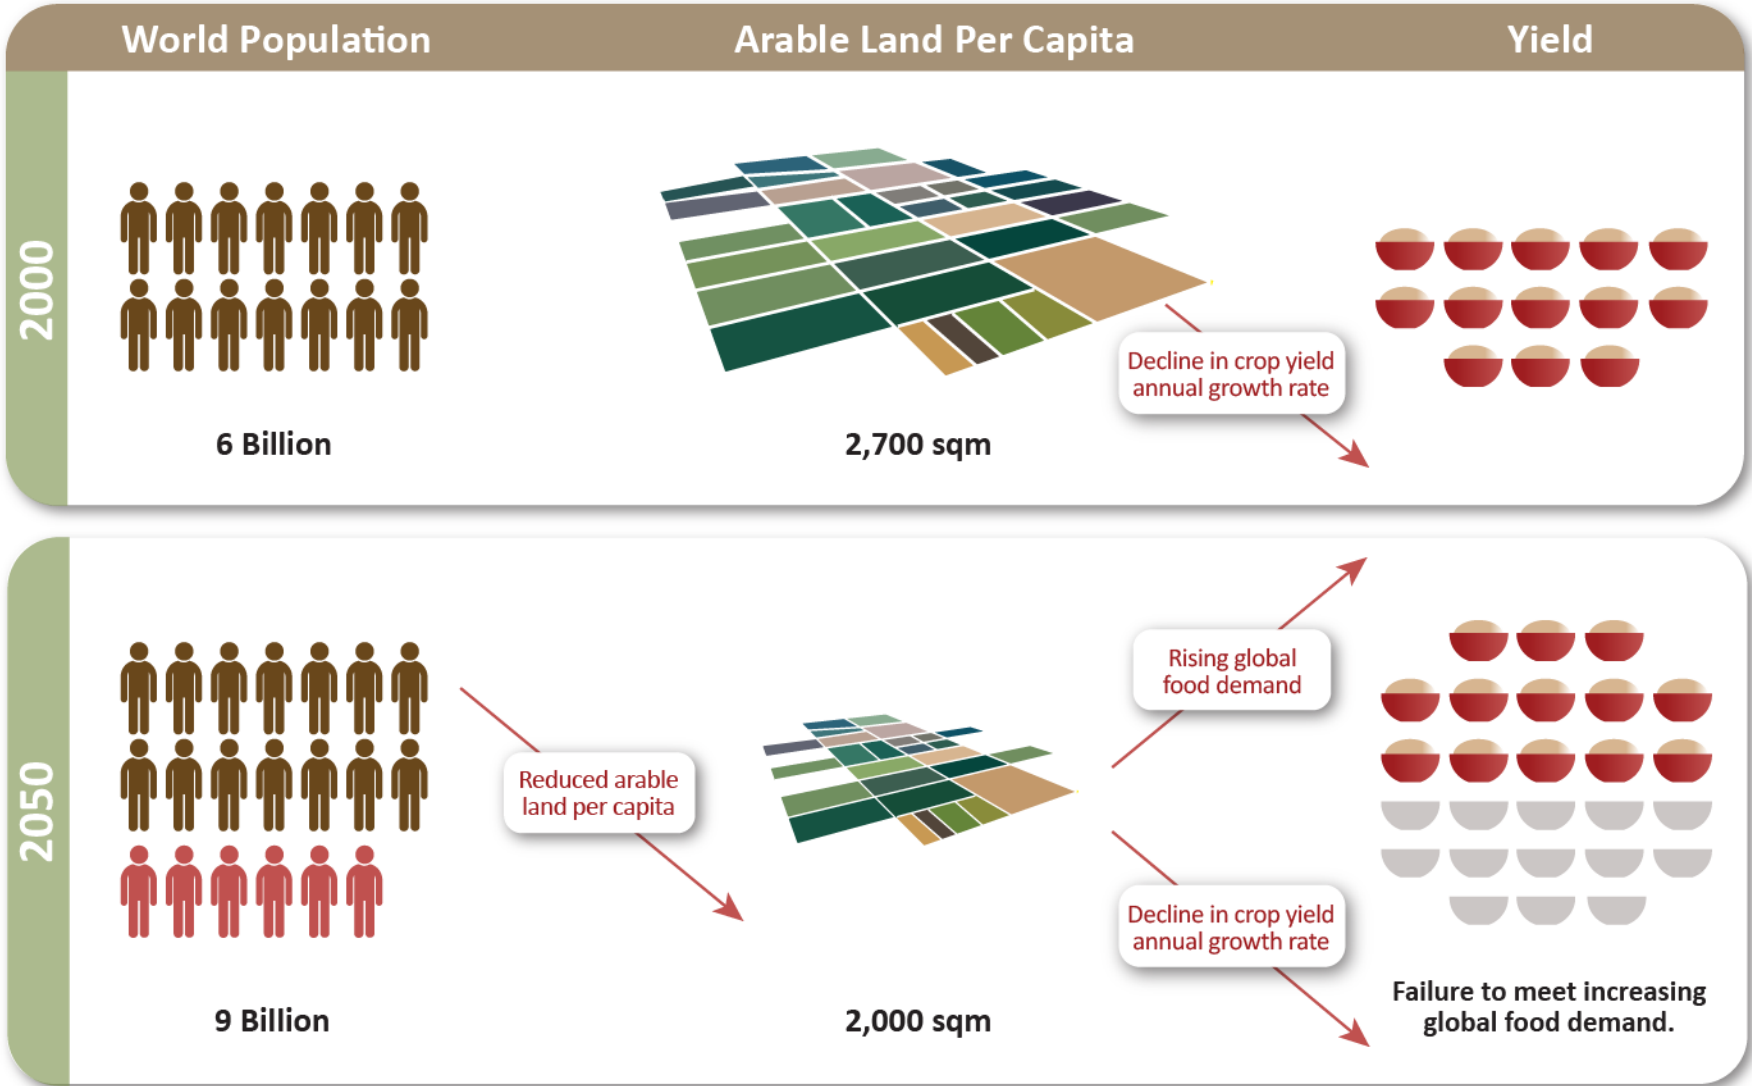 World Population
Arable Land Per Capita
Yield
2000
6 Billion
2,700 sqm
Decline in crop yield
annual growth rate
2050
9 Billion
Reduced arable
land per capita
2,000 sqm
Rising global
food demand
Decline in crop yield
annual growth rate
Failure to meet increasing
global food demand.